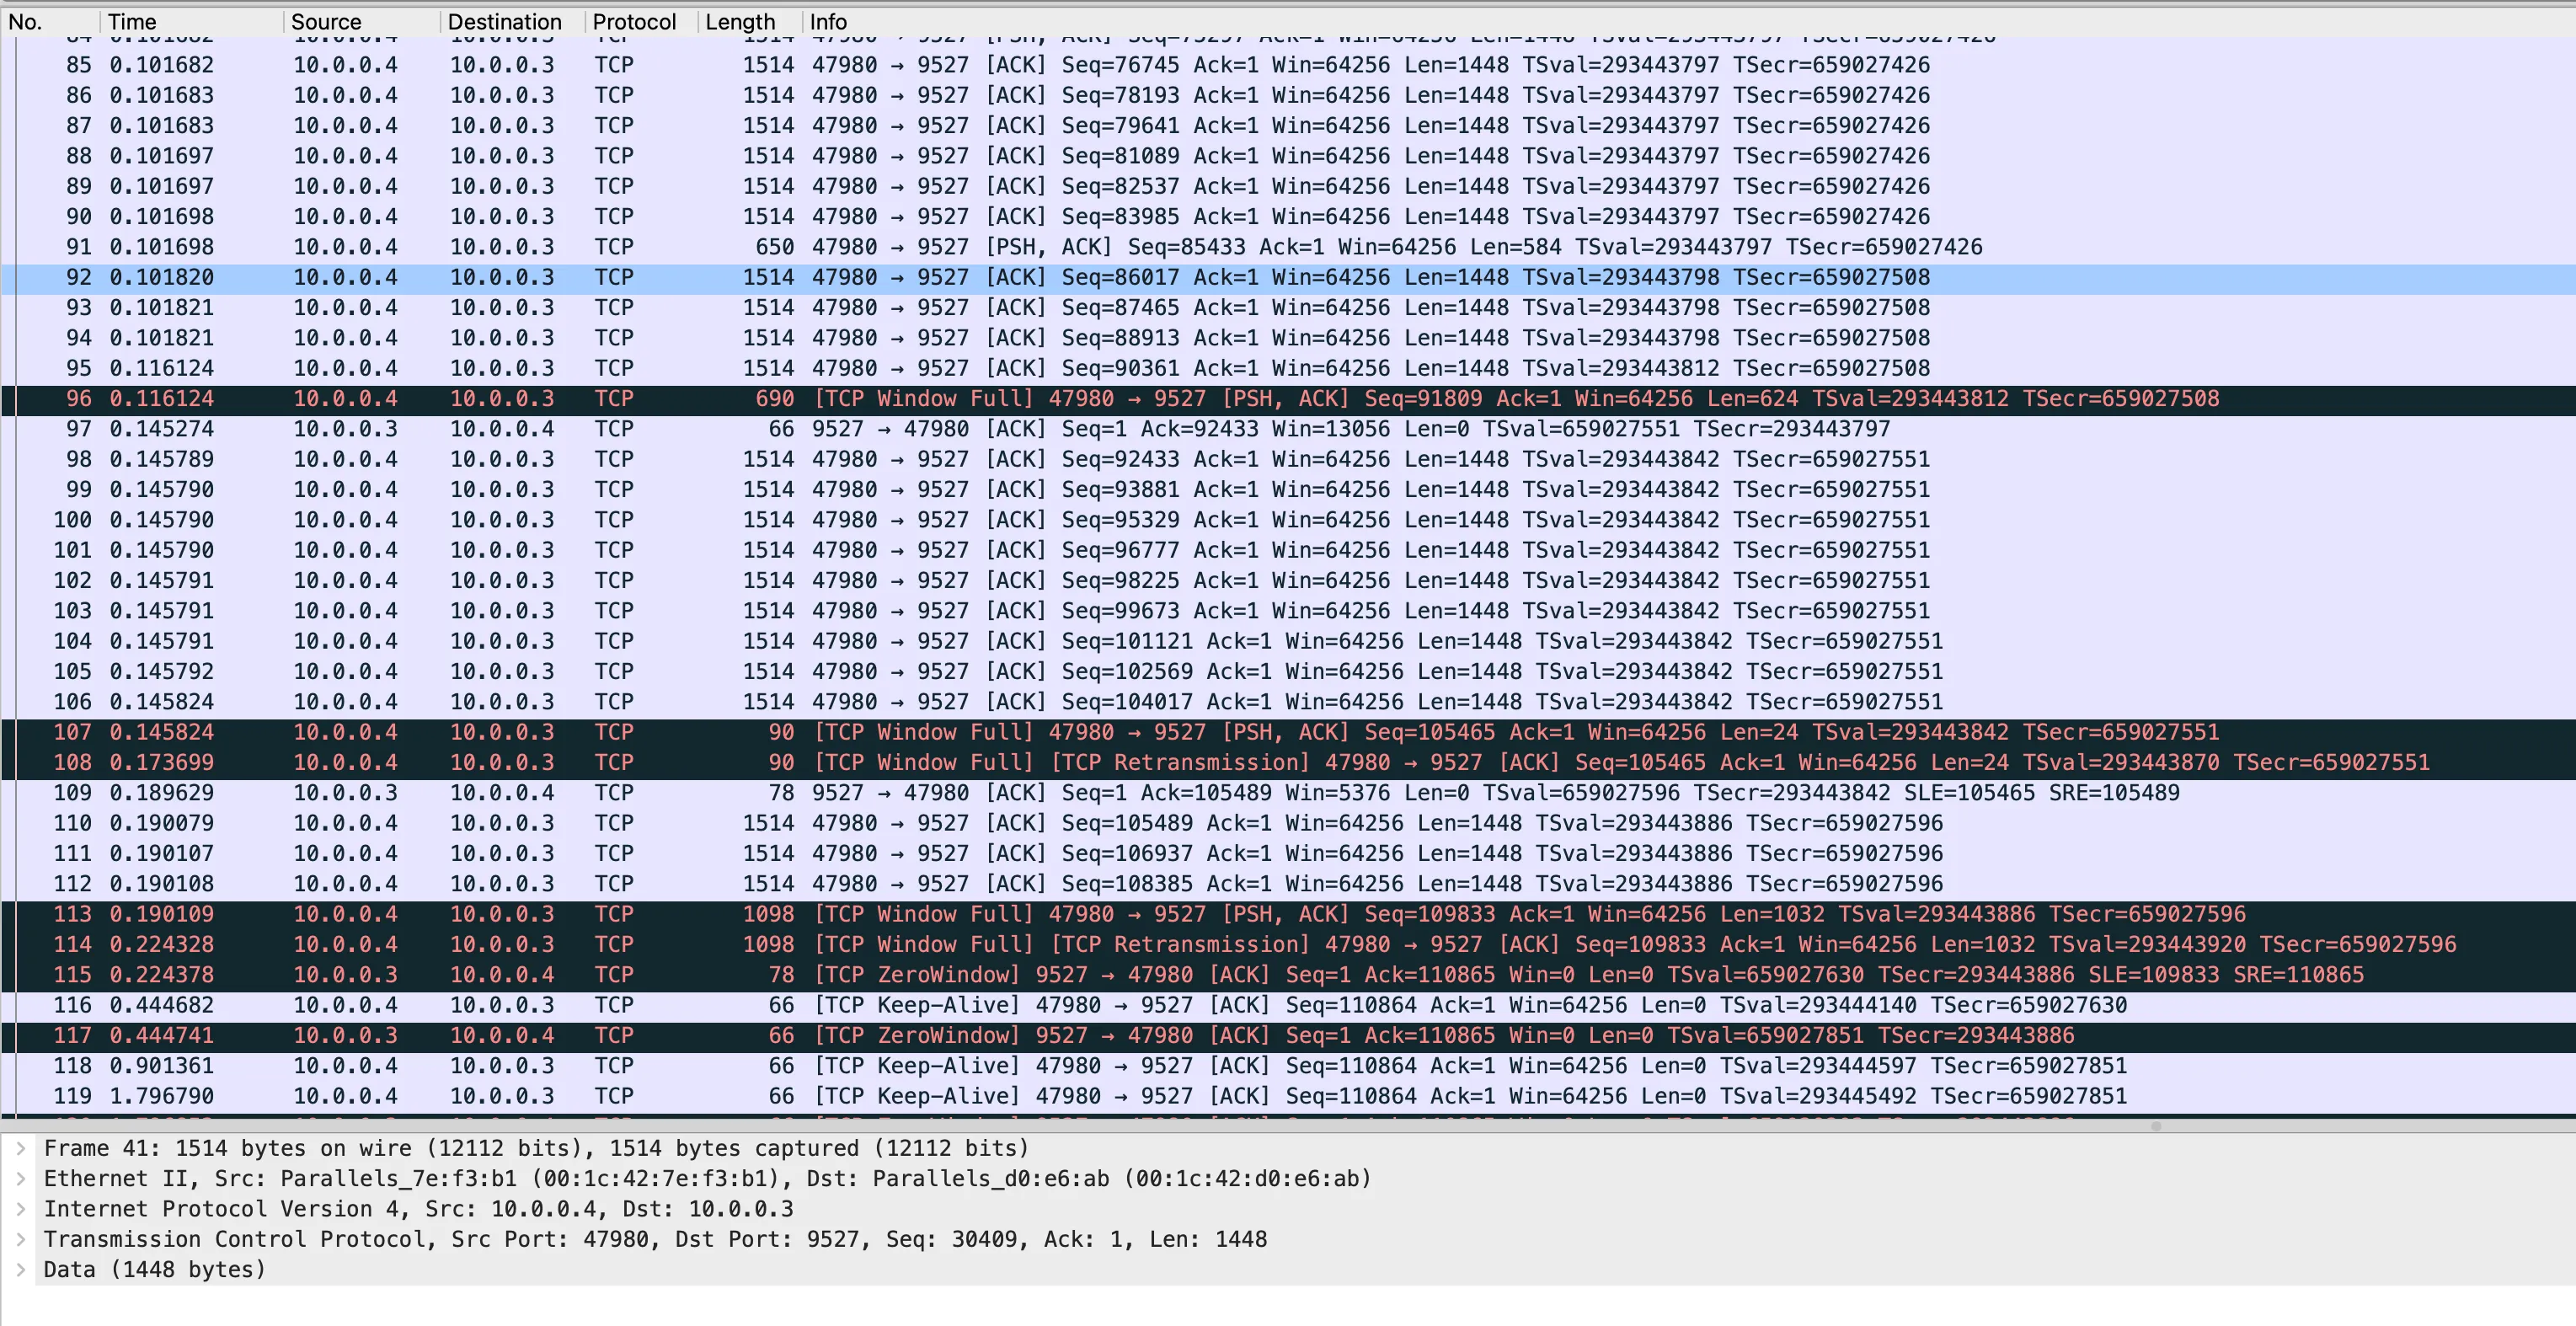 No. Time Source Destination Protocol Length Info
85 0.101682 10.0.0.4 10.0.0.3 TCP 1514 47980 → 9527 [ACK] Seq=76745 Ack=1 Win=64256 Len=1448 TSval=293443797 TSecr=659027426
86 0.101683 10.0.0.4 10.0.0.3 TCP 1514 47980 → 9527 [ACK] Seq=78193 Ack=1 Win=64256 Len=1448 TSval=293443797 TSecr=659027426
87 0.101683 10.0.0.4 10.0.0.3 TCP 1514 47980 → 9527 [ACK] Seq=79641 Ack=1 Win=64256 Len=1448 TSval=293443797 TSecr=659027426
88 0.101697 10.0.0.4 10.0.0.3 TCP 1514 47980 → 9527 [ACK] Seq=81089 Ack=1 Win=64256 Len=1448 TSval=293443797 TSecr=659027426
89 0.101697 10.0.0.4 10.0.0.3 TCP 1514 47980 → 9527 [ACK] Seq=82537 Ack=1 Win=64256 Len=1448 TSval=293443797 TSecr=659027426
90 0.101698 10.0.0.4 10.0.0.3 TCP 1514 47980 → 9527 [ACK] Seq=83985 Ack=1 Win=64256 Len=1448 TSval=293443797 TSecr=659027426
91 0.101698 10.0.0.4 10.0.0.3 TCP 650 47980 → 9527 [PSH, ACK] Seq=85433 Ack=1 Win=64256 Len=584 TSval=293443797 TSecr=659027426
92 0.101820 10.0.0.4 10.0.0.3 TCP 1514 47980 → 9527 [ACK] Seq=86017 Ack=1 Win=64256 Len=1448 TSval=293443798 TSecr=659027508
93 0.101821 10.0.0.4 10.0.0.3 TCP 1514 47980 → 9527 [ACK] Seq=87465 Ack=1 Win=64256 Len=1448 TSval=293443798 TSecr=659027508
94 0.101821 10.0.0.4 10.0.0.3 TCP 1514 47980 → 9527 [ACK] Seq=88913 Ack=1 Win=64256 Len=1448 TSval=293443798 TSecr=659027508
95 0.116124 10.0.0.4 10.0.0.3 TCP 1514 47980 → 9527 [ACK] Seq=90361 Ack=1 Win=64256 Len=1448 TSval=293443812 TSecr=659027508
96 0.116124 10.0.0.4 10.0.0.3 TCP 690 [TCP Window Full] 47980 → 9527 [PSH, ACK] Seq=91809 Ack=1 Win=64256 Len=624 TSval=293443812 TSecr=659027508
97 0.145274 10.0.0.3 10.0.0.4 TCP 66 9527 → 47980 [ACK] Seq=1 Ack=92433 Win=13056 Len=0 TSval=659027551 TSecr=293443797
98 0.145789 10.0.0.4 10.0.0.3 TCP 1514 47980 → 9527 [ACK] Seq=92433 Ack=1 Win=64256 Len=1448 TSval=293443842 TSecr=659027551
99 0.145790 10.0.0.4 10.0.0.3 TCP 1514 47980 → 9527 [ACK] Seq=93881 Ack=1 Win=64256 Len=1448 TSval=293443842 TSecr=659027551
100 0.145790 10.0.0.4 10.0.0.3 TCP 1514 47980 → 9527 [ACK] Seq=95329 Ack=1 Win=64256 Len=1448 TSval=293443842 TSecr=659027551
101 0.145790 10.0.0.4 10.0.0.3 TCP 1514 47980 → 9527 [ACK] Seq=96777 Ack=1 Win=64256 Len=1448 TSval=293443842 TSecr=659027551
102 0.145791 10.0.0.4 10.0.0.3 TCP 1514 47980 → 9527 [ACK] Seq=98225 Ack=1 Win=64256 Len=1448 TSval=293443842 TSecr=659027551
103 0.145791 10.0.0.4 10.0.0.3 TCP 1514 47980 → 9527 [ACK] Seq=99673 Ack=1 Win=64256 Len=1448 TSval=293443842 TSecr=659027551
104 0.145791 10.0.0.4 10.0.0.3 TCP 1514 47980 → 9527 [ACK] Seq=101121 Ack=1 Win=64256 Len=1448 TSval=293443842 TSecr=659027551
105 0.145792 10.0.0.4 10.0.0.3 TCP 1514 47980 → 9527 [ACK] Seq=102569 Ack=1 Win=64256 Len=1448 TSval=293443842 TSecr=659027551
106 0.145824 10.0.0.4 10.0.0.3 TCP 1514 47980 → 9527 [ACK] Seq=104017 Ack=1 Win=64256 Len=1448 TSval=293443842 TSecr=659027551
107 0.145824 10.0.0.4 10.0.0.3 TCP 90 [TCP Window Full] 47980 → 9527 [PSH, ACK] Seq=105465 Ack=1 Win=64256 Len=24 TSval=293443842 TSecr=659027551
108 0.173699 10.0.0.4 10.0.0.3 TCP 90 [TCP Window Full] [TCP Retransmission] 47980 → 9527 [ACK] Seq=105465 Ack=1 Win=64256 Len=24 TSval=293443870 TSecr=659027551
109 0.189629 10.0.0.3 10.0.0.4 TCP 78 9527 → 47980 [ACK] Seq=1 Ack=105489 Win=5376 Len=0 TSval=659027596 TSecr=293443842 SLE=105465 SRE=105489
110 0.190079 10.0.0.4 10.0.0.3 TCP 1514 47980 → 9527 [ACK] Seq=105489 Ack=1 Win=64256 Len=1448 TSval=293443886 TSecr=659027596
111 0.190107 10.0.0.4 10.0.0.3 TCP 1514 47980 → 9527 [ACK] Seq=106937 Ack=1 Win=64256 Len=1448 TSval=293443886 TSecr=659027596
112 0.190108 10.0.0.4 10.0.0.3 TCP 1514 47980 → 9527 [ACK] Seq=108385 Ack=1 Win=64256 Len=1448 TSval=293443886 TSecr=659027596
113 0.190109 10.0.0.4 10.0.0.3 TCP 1098 [TCP Window Full] 47980 → 9527 [PSH, ACK] Seq=109833 Ack=1 Win=64256 Len=1032 TSval=293443886 TSecr=659027596
114 0.224328 10.0.0.4 10.0.0.3 TCP 1098 [TCP Window Full] [TCP Retransmission] 47980 → 9527 [ACK] Seq=109833 Ack=1 Win=64256 Len=1032 TSval=293443920 TSecr=659027596
115 0.224378 10.0.0.3 10.0.0.4 TCP 78 [TCP ZeroWindow] 9527 → 47980 [ACK] Seq=1 Ack=110865 Win=0 Len=0 TSval=659027630 TSecr=293443886 SLE=109833 SRE=110865
116 0.444682 10.0.0.4 10.0.0.3 TCP 66 [TCP Keep-Alive] 47980 → 9527 [ACK] Seq=110864 Ack=1 Win=64256 Len=0 TSval=293444140 TSecr=659027630
117 0.444741 10.0.0.3 10.0.0.4 TCP 66 [TCP ZeroWindow] 9527 → 47980 [ACK] Seq=1 Ack=110865 Win=0 Len=0 TSval=659027851 TSecr=293443886
118 0.901361 10.0.0.4 10.0.0.3 TCP 66 [TCP Keep-Alive] 47980 → 9527 [ACK] Seq=110864 Ack=1 Win=64256 Len=0 TSval=293444597 TSecr=659027851
119 1.796790 10.0.0.4 10.0.0.3 TCP 66 [TCP Keep-Alive] 47980 → 9527 [ACK] Seq=110864 Ack=1 Win=64256 Len=0 TSval=293445492 TSecr=659027851
Frame 41: 1514 bytes on wire (12112 bits), 1514 bytes captured (12112 bits)
Ethernet II, Src: Parallels_7e:f3:b1 (00:1c:42:7e:f3:b1), Dst: Parallels_d0:e6:ab (00:1c:42:d0:e6:ab)
Internet Protocol Version 4, Src: 10.0.0.4, Dst: 10.0.0.3
Transmission Control Protocol, Src Port: 47980, Dst Port: 9527, Seq: 30409, Ack: 1, Len: 1448
Data (1448 bytes)